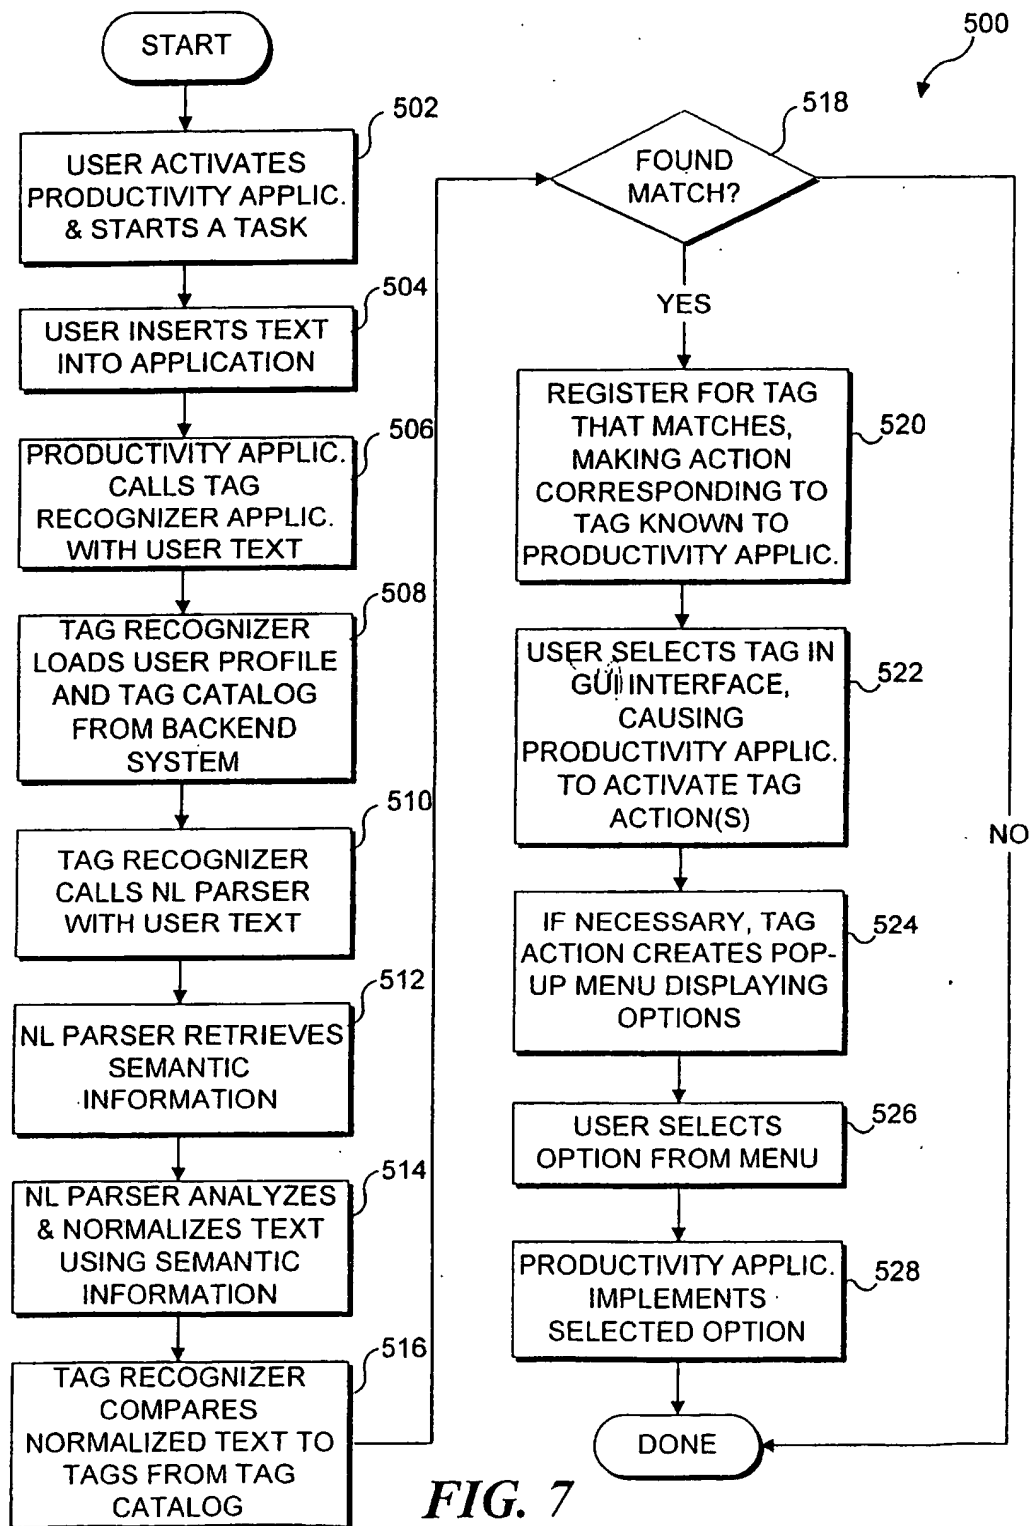 START
500
502
USER ACTIVATES
PRODUCTIVITY APPLIC.
& STARTS A TASK
504
USER INSERTS TEXT
INTO APPLICATION
506
PRODUCTIVITY APPLIC.
CALLS TAG
RECOGNIZER APPLIC.
WITH USER TEXT
508
TAG RECOGNIZER
LOADS USER PROFILE
AND TAG CATALOG
FROM BACKEND
SYSTEM
510
TAG RECOGNIZER
CALLS NL PARSER
WITH USER TEXT
512
NL PARSER RETRIEVES
SEMANTIC
INFORMATION
514
NL PARSER ANALYZES
& NORMALIZES TEXT
USING SEMANTIC
INFORMATION
516
TAG RECOGNIZER
COMPARES
NORMALIZED TEXT TO
TAGS FROM TAG
CATALOG
518
FOUND
MATCH?
YES
NO
REGISTER FOR TAG
THAT MATCHES,
MAKING ACTION
CORRESPONDING TO
TAG KNOWN TO
PRODUCTIVITY APPLIC.
520
USER SELECTS TAG IN
GUI INTERFACE,
CAUSING
PRODUCTIVITY APPLIC.
TO ACTIVATE TAG
ACTION(S)
522
IF NECESSARY, TAG
ACTION CREATES POP-
UP MENU DISPLAYING
OPTIONS
524
USER SELECTS
OPTION FROM MENU
526
PRODUCTIVITY APPLIC.
IMPLEMENTS
SELECTED OPTION
528
DONE
FIG. 7